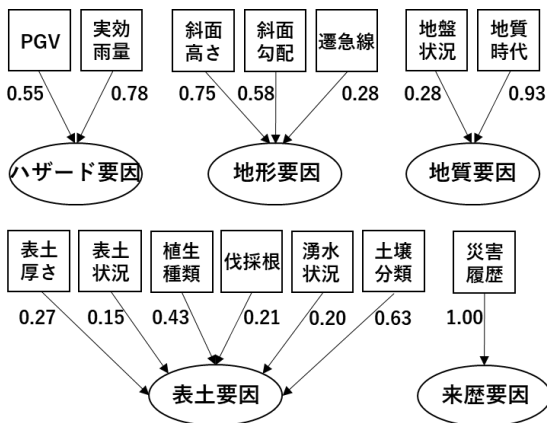 PGV
実効
雨量
斜面
高さ
斜面
勾配
遷急線
地盤
状況
地質
時代
0.55
0.78
0.75
0.58
0.28
0.28
0.93
ハザード要因
地形要因
地質要因
表土
厚さ
表土
状況
植生
種類
伐採根
湧水
状況
土壌
分類
災害
履歴
0.27
0.15
0.43
0.21
0.20
0.63
1.00
表土要因
来歴要因